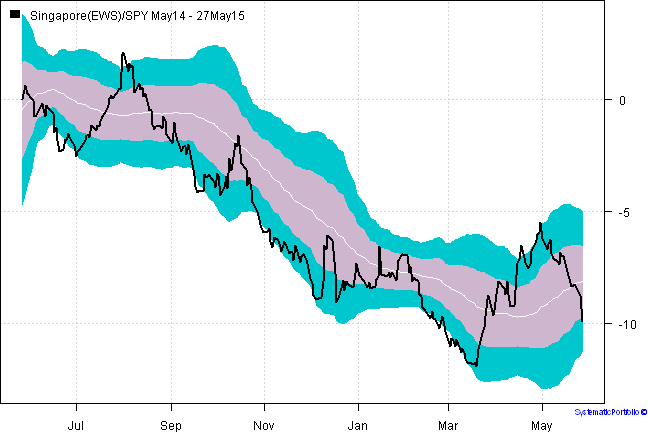 Singapore(EWS)/SPY May14 - 27May15
0
-5
-10
Jul Sep Nov Jan Mar May
SystematicPortfolio ©